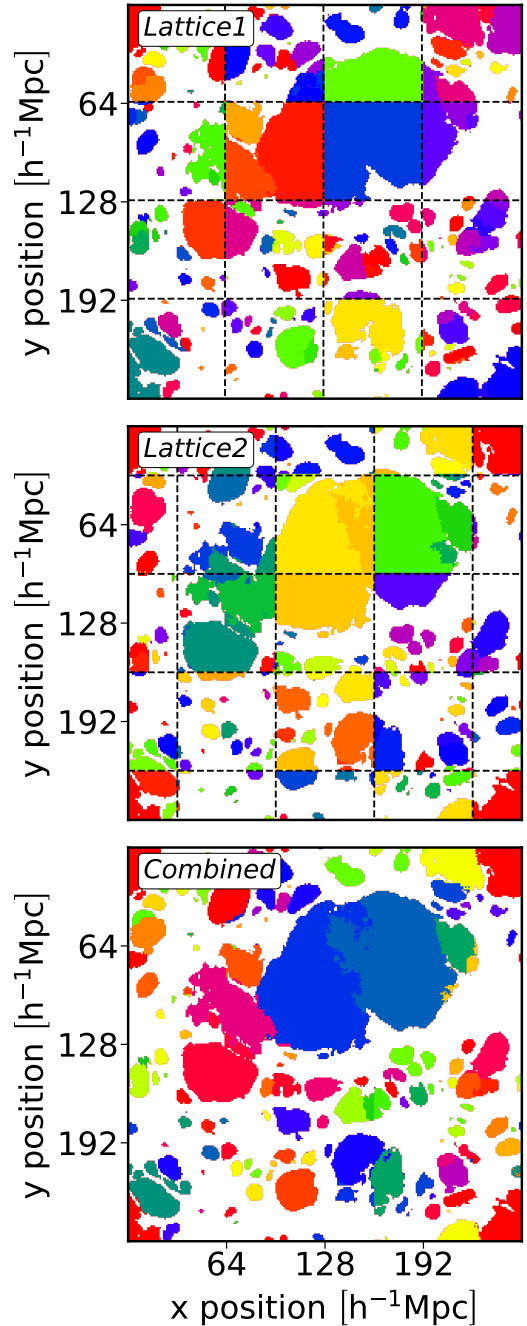 Lattice1
64
128
192
y position [h⁻¹Mpc]
Lattice2
64
128
192
y position [h⁻¹Mpc]
Combined
64
128
192
y position [h⁻¹Mpc]
64 128 192
x position [h⁻¹Mpc]